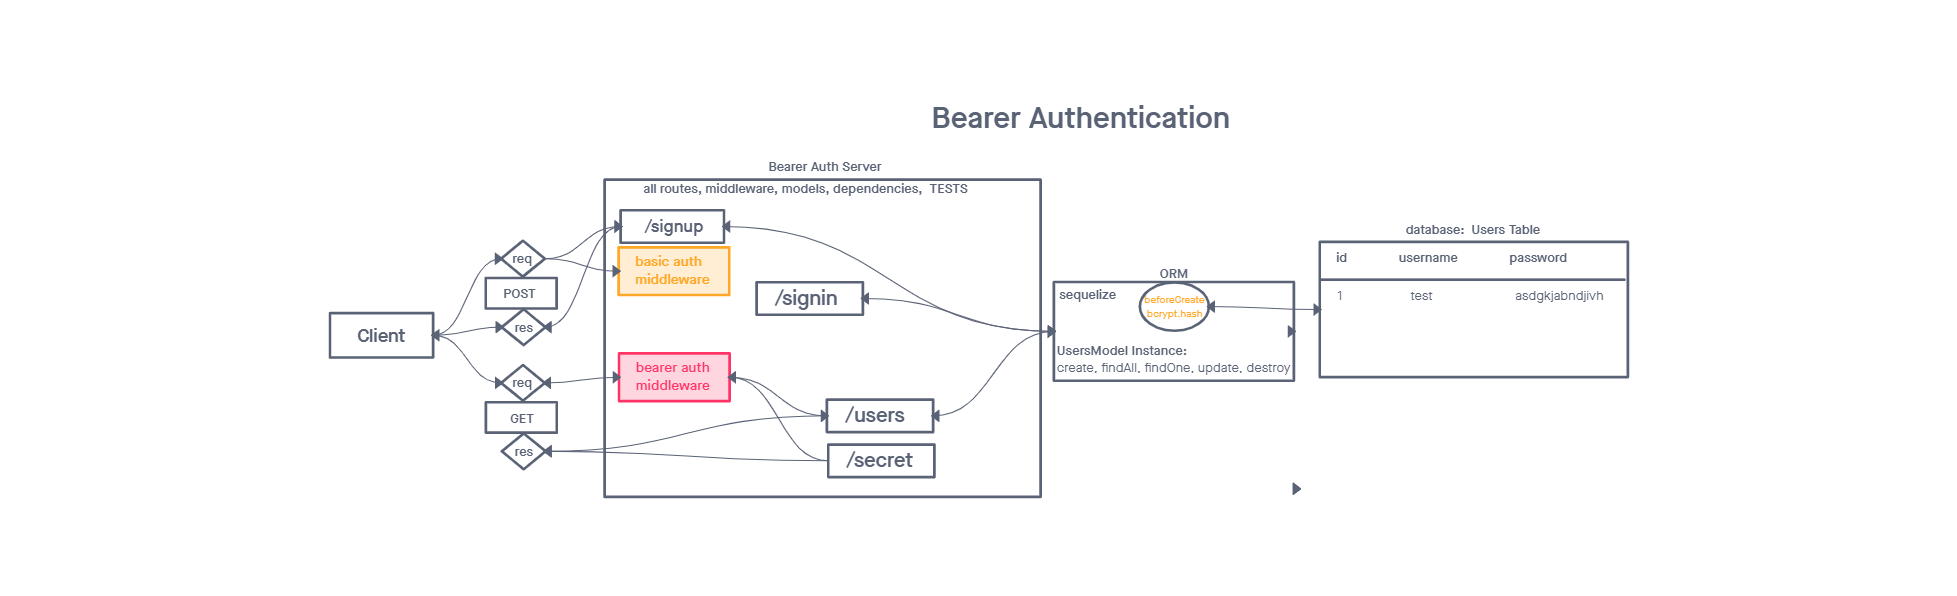 Bearer Authentication
Bearer Auth Server
all routes, middleware, models, dependencies, TESTS
/signup
basic auth
middleware
/signin
bearer auth
middleware
/users
/secret
Client
req
POST
res
req
GET
res
ORM
sequelize
beforeCreate
bcrypt.hash
UsersModel Instance:
create, findAll, findOne, update, destroy
database: Users Table
id username password
1 test asdgkjabndjivh